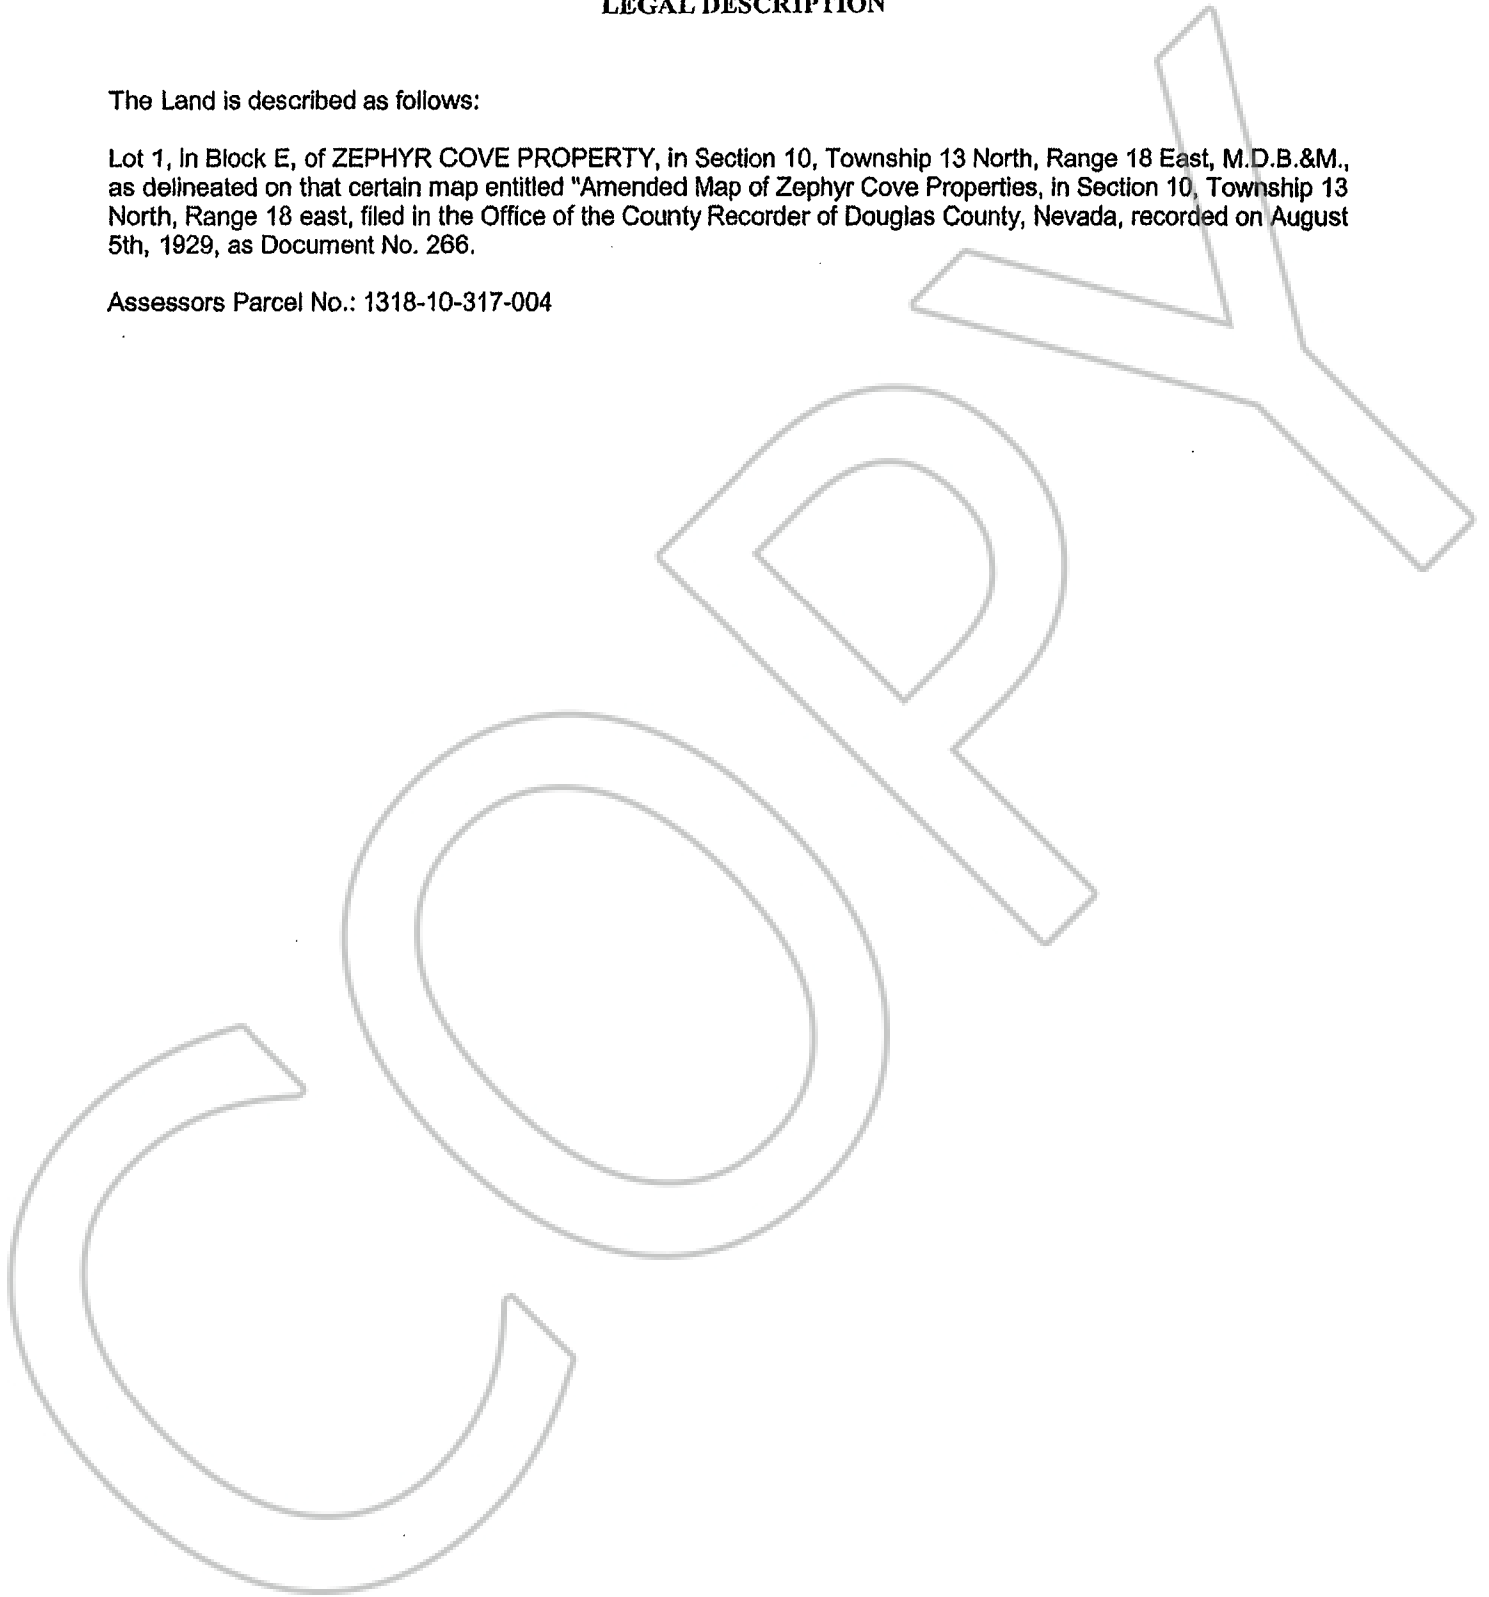 LEGAL DESCRIPTION
The Land is described as follows:
Lot 1, in Block E, of ZEPHYR COVE PROPERTY, in Section 10, Township 13 North, Range 18 East, M.D.B.&M.,
as delineated on that certain map entitled "Amended Map of Zephyr Cove Properties, in Section 10, Township 13
North, Range 18 east, filed in the Office of the County Recorder of Douglas County, Nevada, recorded on August
5th, 1929, as Document No. 266.
Assessors Parcel No.: 1318-10-317-004
COPY